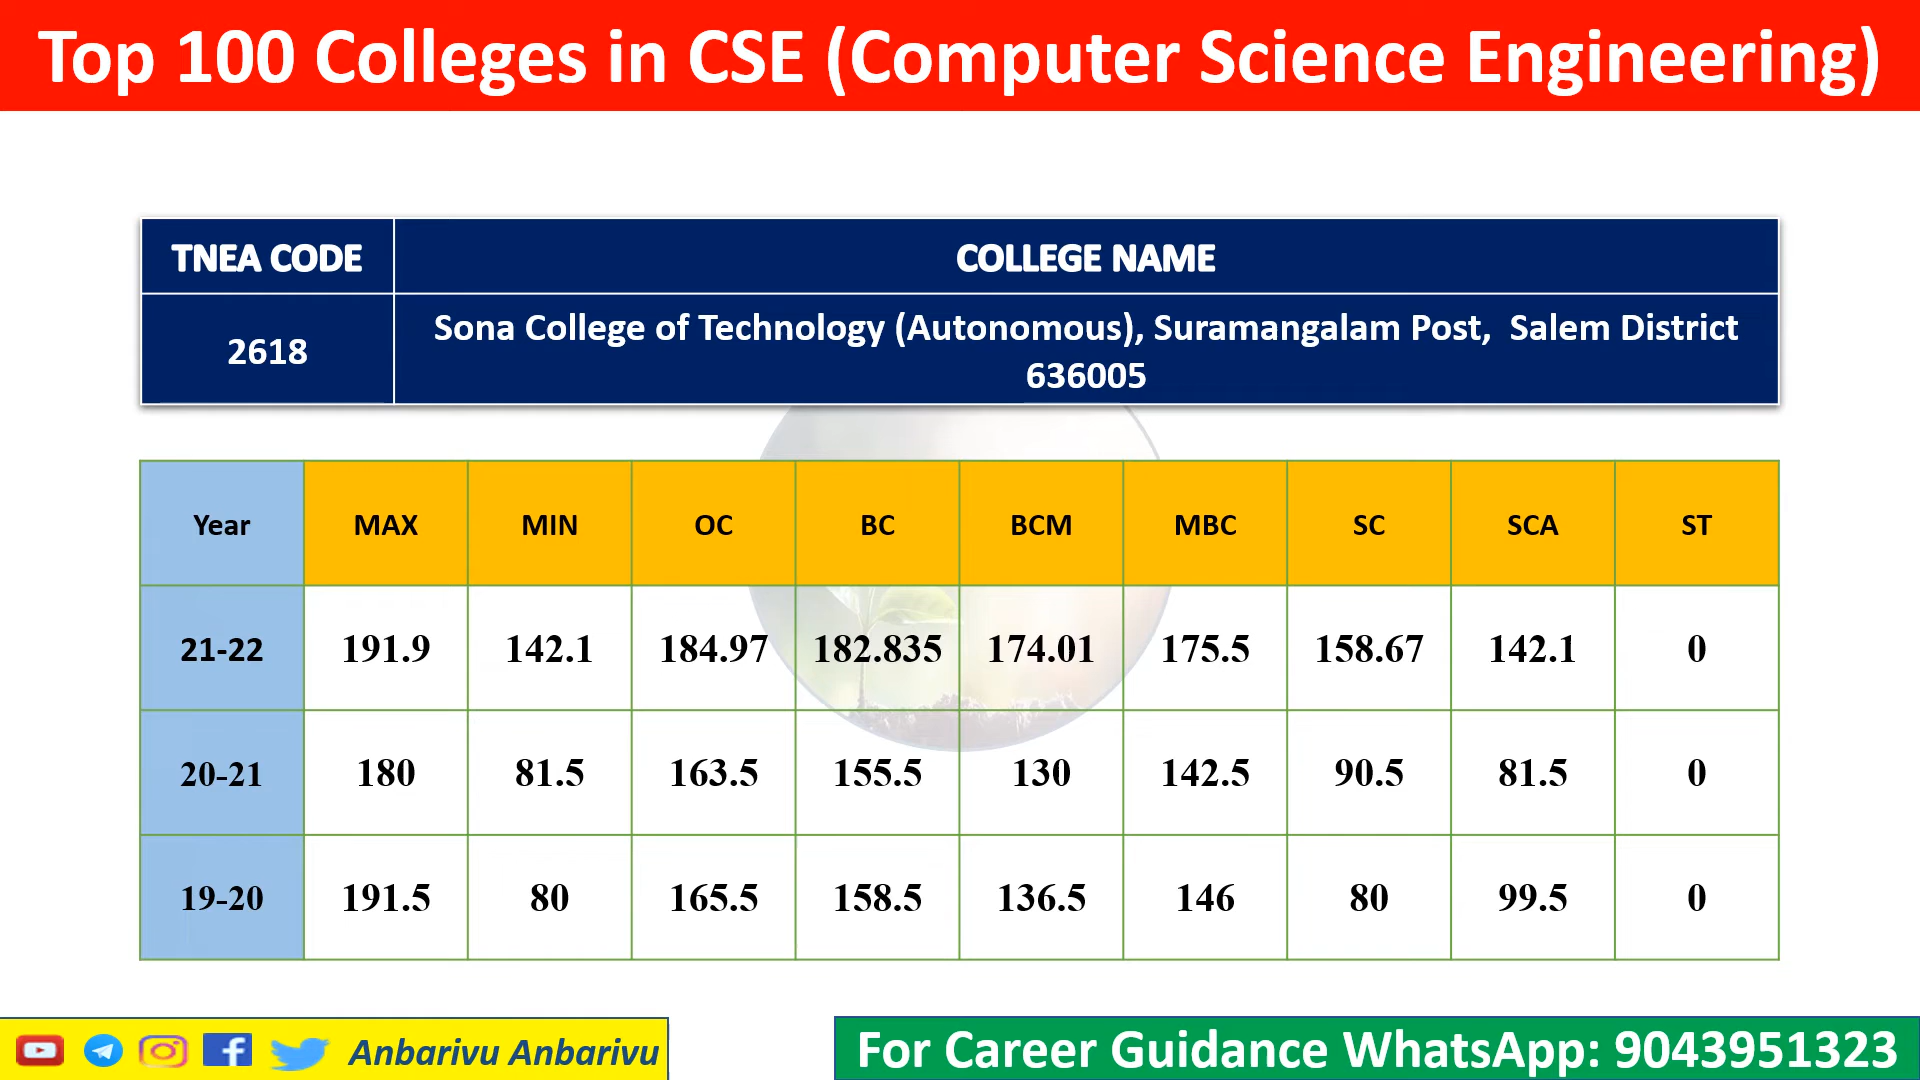 Top 100 Colleges in CSE (Computer Science Engineering)
TNEA CODE COLLEGE NAME
2618 Sona College of Technology (Autonomous), Suramangalam Post, Salem District
636005
Year MAX MIN OC BC BCM MBC SC SCA ST
21-22 191.9 142.1 184.97 182.835 174.01 175.5 158.67 142.1 0
20-21 180 81.5 163.5 155.5 130 142.5 90.5 81.5 0
19-20 191.5 80 165.5 158.5 136.5 146 80 99.5 0
Anbarivu Anbarivu
For Career Guidance WhatsApp: 9043951323